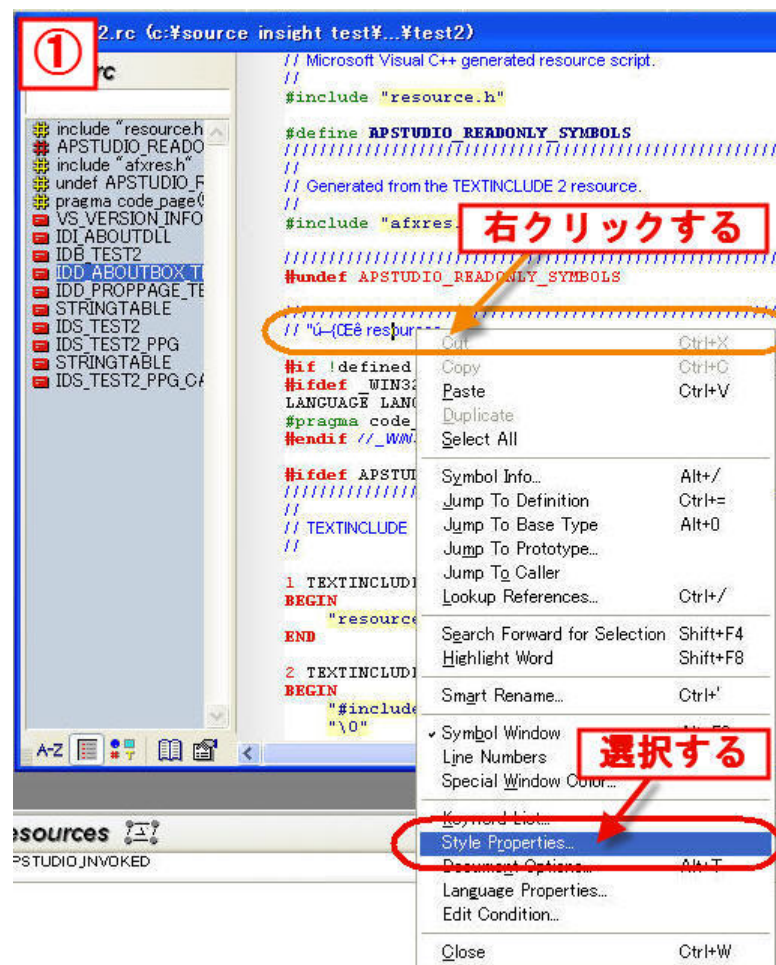 ①
2.rc (c:¥source insight test¥...¥test2)
rc
include "resource.h
APSTUDIO_READO
include "afxres.h"
undef APSTUDIO_R
pragma code_page(
VS_VERSION_INFO
IDI_ABOUTDLL
IDB_TEST2
IDD_ABOUTBOX_T
IDD_PROPPAGE_TE
STRINGTABLE
IDS_TEST2
IDS_TEST2_PPG
STRINGTABLE
IDS_TEST2_PPG_CA
A-Z
// Microsoft Visual C++ generated resource script.
//
#include "resource.h"
#define APSTUDIO_READONLY_SYMBOLS
//
// Generated from the TEXTINCLUDE 2 resource.
//
#include "afxres.
右クリックする
#undef APSTUDIO_READONLY_SYMBOLS
// "ú–{Œê resources
#if !defined
#ifdef _WIN32
LANGUAGE LANG
#pragma code_
#endif //_WIN
#ifdef APSTUD
//
// TEXTINCLUDE
//
1 TEXTINCLUDE
BEGIN
"resource
END
2 TEXTINCLUDE
BEGIN
"#include
"\0"
Cut Ctrl+X
Copy Ctrl+C
Paste Ctrl+V
Duplicate
Select All
Symbol Info... Alt+/
Jump To Definition Ctrl+=
Jump To Base Type Alt+0
Jump To Prototype...
Jump To Caller
Lookup References... Ctrl+/
Search Forward for Selection Shift+F4
Highlight Word Shift+F8
Smart Rename... Ctrl+'
Symbol Window
Line Numbers
選択する
Special Window Color...
Keyword List...
Style Properties...
Document Options... Alt+T
Language Properties...
Edit Condition...
Close Ctrl+W
esources
PSTUDIO_INVOKED